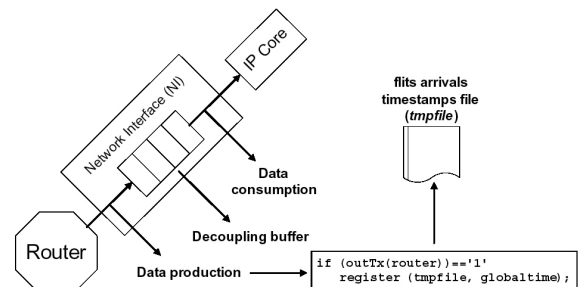 IP Core
Network Interface (NI)
flits arrivals
timestamps file
(tmpfile)
Data
consumption
Decoupling buffer
Router
Data production
if (outTx(router))=='1'
register (tmpfile, globaltime);